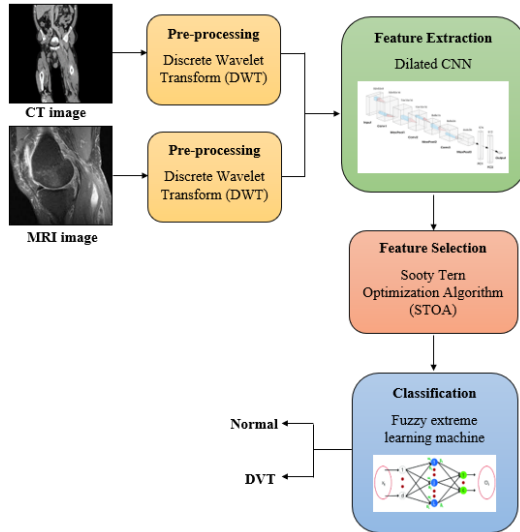 CT image
Pre-processing
Discrete Wavelet
Transform (DWT)
MRI image
Pre-processing
Discrete Wavelet
Transform (DWT)
Feature Extraction
Dilated CNN
Feature Selection
Sooty Tern
Optimization Algorithm
(STOA)
Classification
Fuzzy extreme
learning machine
Normal
DVT